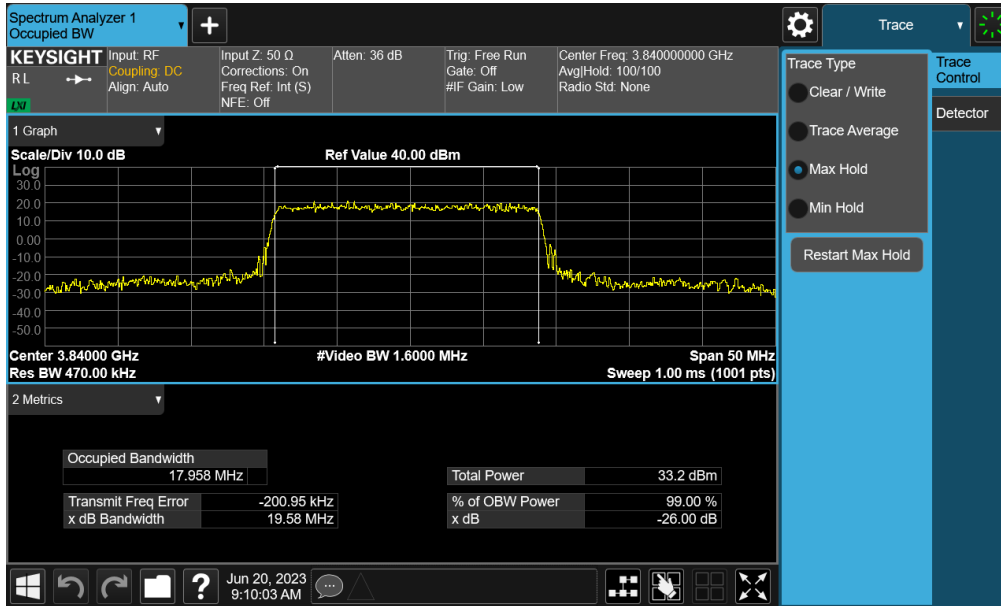 Spectrum Analyzer 1
Occupied BW
+
Trace
KEYSIGHT
R L
LXI
Input: RF
Coupling: DC
Align: Auto
Input Z: 50 Ω
Corrections: On
Freq Ref: Int (S)
NFE: Off
Atten: 36 dB
Trig: Free Run
Gate: Off
#IF Gain: Low
Center Freq: 3.840000000 GHz
Avg|Hold: 100/100
Radio Std: None
Trace Type
Clear / Write
Trace Average
Max Hold
Min Hold
Restart Max Hold
Trace
Control
Detector
1 Graph
Scale/Div 10.0 dB
Ref Value 40.00 dBm
Log
30.0
20.0
10.0
0.00
-10.0
-20.0
-30.0
-40.0
-50.0
Center 3.84000 GHz
#Video BW 1.6000 MHz
Span 50 MHz
Res BW 470.00 kHz
Sweep 1.00 ms (1001 pts)
2 Metrics
Occupied Bandwidth
17.958 MHz
Total Power 33.2 dBm
Transmit Freq Error -200.95 kHz
% of OBW Power 99.00 %
x dB Bandwidth 19.58 MHz
x dB -26.00 dB
?
Jun 20, 2023
9:10:03 AM